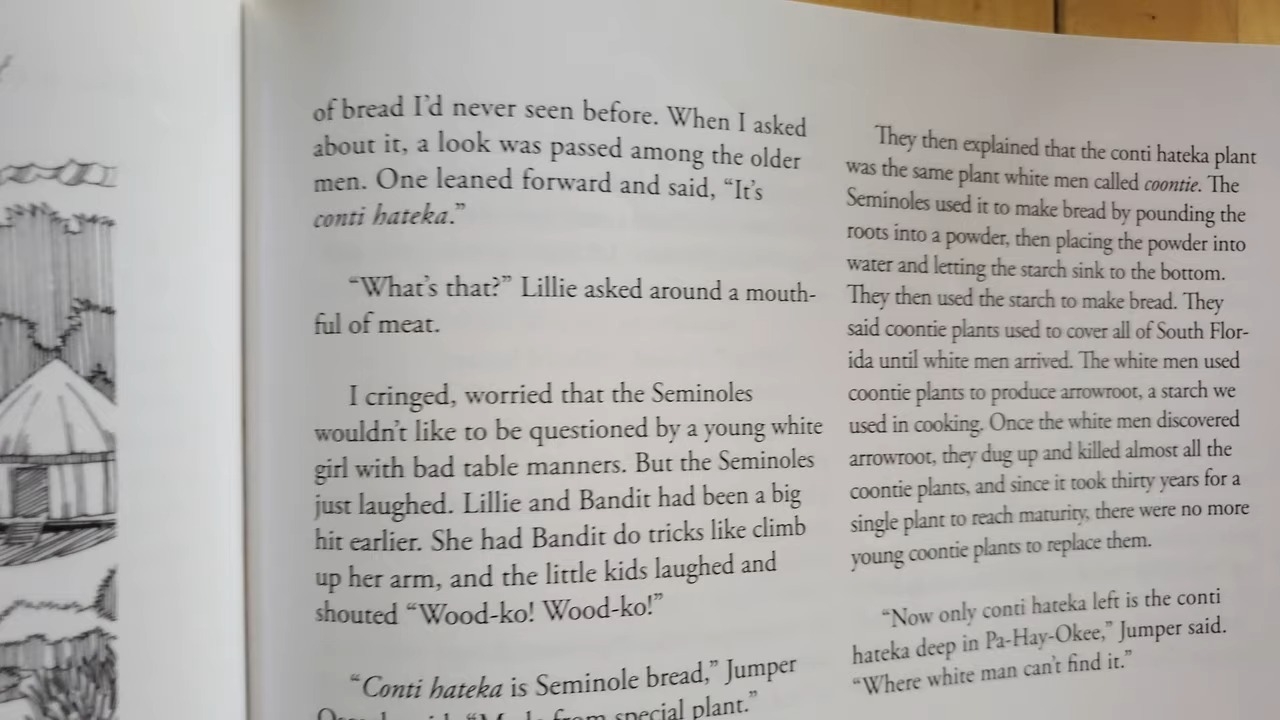 of bread I'd never seen before. When I asked
about it, a look was passed among the older
men. One leaned forward and said, “It's
conti hateka.”
“What's that?” Lillie asked around a mouth-
ful of meat.
I cringed, worried that the Seminoles
wouldn't like to be questioned by a young white
girl with bad table manners. But the Seminoles
just laughed. Lillie and Bandit had been a big
hit earlier. She had Bandit do tricks like climb
up her arm, and the little kids laughed and
shouted “Wood-ko! Wood-ko!”
“Conti hateka is Seminole bread,” Jumper
from special plant.”
They then explained that the conti hateka plant
was the same plant white men called coontie. The
Seminoles used it to make bread by pounding the
roots into a powder, then placing the powder into
water and letting the starch sink to the bottom.
They then used the starch to make bread. They
said coontie plants used to cover all of South Flor-
ida until white men arrived. The white men used
coontie plants to produce arrowroot, a starch we
used in cooking. Once the white men discovered
arrowroot, they dug up and killed almost all the
coontie plants, and since it took thirty years for a
single plant to reach maturity, there were no more
young coontie plants to replace them.
“Now only conti hateka left is the conti
hateka deep in Pa-Hay-Okee,” Jumper said.
“Where white man can't find it.”